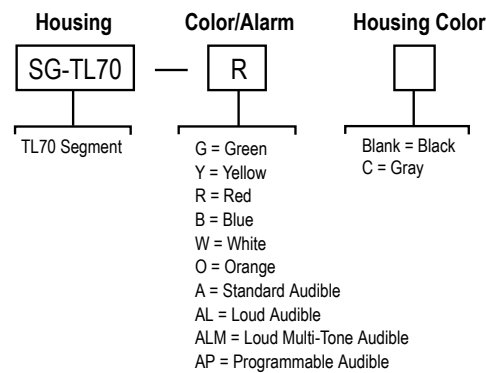 Housing
Color/Alarm
Housing Color
SG-TL70 — R
TL70 Segment
G = Green
Y = Yellow
R = Red
B = Blue
W = White
O = Orange
A = Standard Audible
AL = Loud Audible
ALM = Loud Multi-Tone Audible
AP = Programmable Audible
Blank = Black
C = Gray